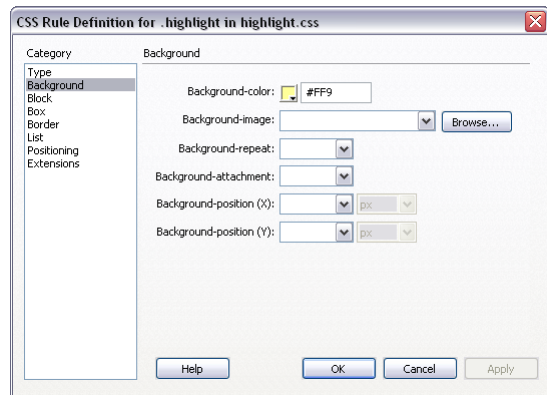 CSS Rule Definition for .highlight in highlight.css
Category
Background
Type
Background
Block
Box
Border
List
Positioning
Extensions
Background-color: #FF9
Background-image: Browse...
Background-repeat:
Background-attachment:
Background-position (X): px
Background-position (Y): px
Help OK Cancel Apply